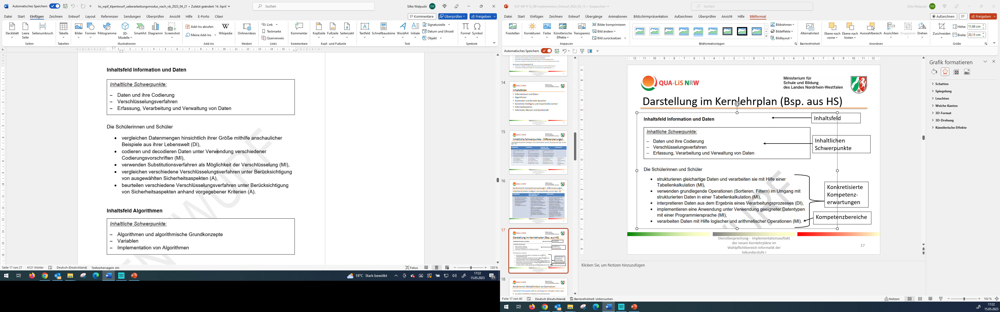 Automatisches Speichern
hs_wpif_klpentwurf_ueberarbeitungsmodus_nach_vb_2023_04_21 • Zuletzt geändert: 14. April
Suchen
Silke Walpuski SW
Datei Start Einfügen Zeichnen Entwurf Layout Referenzen Sendungen Überprüfen Ansicht Hilfe E-Porto Citavi
Kommentare Überprüfen Freigeben
Deckblatt Leere Seite Seitenumbruch Tabelle Bilder Formen Piktogramme 3D-Modelle SmartArt Diagramm Screenshot
Add-Ins abrufen
Meine Add-Ins
Wikipedia Onlinevideos
Link
Textmarke
Querverweis
Kommentar Kopfzeile Fußzeile Seitenzahl Textfeld Schnellbausteine WordArt Initiale
Signaturzeile
Datum und Uhrzeit
Objekt
Formel Symbol
Seiten Tabellen Illustrationen Add-Ins Medien Links Kommentare Kopf- und Fußzeile Text Symbole
Inhaltsfeld Information und Daten
Inhaltliche Schwerpunkte:
– Daten und ihre Codierung
– Verschlüsselungsverfahren
– Erfassung, Verarbeitung und Verwaltung von Daten
Die Schülerinnen und Schüler
• vergleichen Datenmengen hinsichtlich ihrer Größe mithilfe anschaulicher
Beispiele aus ihrer Lebenswelt (DI),
• codieren und decodieren Daten unter Verwendung verschiedener
Codierungsvorschriften (MI),
• verwenden Substitutionsverfahren als Möglichkeit der Verschlüsselung (MI),
• vergleichen verschiedene Verschlüsselungsverfahren unter Berücksichtigung
von ausgewählten Sicherheitsaspekten (A),
• beurteilen verschiedene Verschlüsselungsverfahren unter Berücksichtigung
von Sicherheitsaspekten anhand vorgegebener Kriterien (A).
Inhaltsfeld Algorithmen
Inhaltliche Schwerpunkte:
– Algorithmen und algorithmische Grundkonzepte
– Variablen
– Implementation von Algorithmen
Seite 17 von 27 4121 Wörter Deutsch (Deutschland) Textvorhersagen: ein
Fokus 120 %
18°C Stark bewölkt
17:22
15.05.2023
35
KLP WP IF SI_DB Implemention_Entwurf_2023_05_15 • Gespeichert
Suchen
Silke Walpuski SW
Datei Start Einfügen Zeichnen Entwurf Übergänge Animationen Bildschirmpräsentation Aufzeichnen Überprüfen Ansicht Hilfe Bildformat
Aufzeichnen Freigeben
Freistellen Korrekturen Farbe Künstlerische Effekte Transparenz
Bilder komprimieren
Bild ändern
Bild zurücksetzen
Bildrahmen
Bildeffekte
Bildlayout
Alternativtext Ebene nach vorne Ebene nach hinten Auswahlbereich Ausrichten Gruppieren Drehen Zuschneiden
Höhe: 11,66 cm
Breite: 20,15 cm
Anpassen Bildformatvorlagen Barrierefreiheit Anordnen Größe
Automatisches Speichern
14
Inhaltsfelder
• Informationen und Daten
• Algorithmen
• Automaten und formale Sprachen
• Künstliche Intelligenz und maschinelles Lernen
• Informatiksysteme
• Informatik, Mensch und Gesellschaft
15
Inhaltliche Schwerpunkte - Differenzierungen
16
Konkretisierte Kompetenzerwartungen: Differenzierungen
17
Darstellung im Kernlehrplan (Bsp. aus HS)
18
Kombinierten Wahlpflichtfach am Gymnasium
QUA-LiS NRW
Ministerium für
Schule und Bildung
des Landes Nordrhein-Westfalen
Darstellung im Kernlehrplan (Bsp. aus HS)
Inhaltsfeld Information und Daten
Inhaltsfeld
Inhaltliche Schwerpunkte:
– Daten und ihre Codierung
– Verschlüsselungsverfahren
– Erfassung, Verarbeitung und Verwaltung von Daten
Inhaltlichen
Schwerpunkte
Die Schülerinnen und Schüler
• strukturieren gleichartige Daten und verarbeiten sie mit Hilfe einer
Tabellenkalkulation (MI),
• verwenden grundlegende Operationen (Sortieren, Filtern) im Umgang mit
strukturierten Daten in einer Tabellenkalkulation (MI),
• interpretieren Daten aus dem Ergebnis eines Verarbeitungsprozesses (DI),
• implementieren eine Anwendung unter Verwendung geeigneter Datentypen
mit einer Programmiersprache (MI),
• verarbeiten Daten mit Hilfe logischer und arithmetischer Operationen (MI).
Konkretisierte
Kompetenz-
erwartungen
Kompetenzbereiche
Dienstbesprechung - Implementationsauftakt
der neuen Kernlehrpläne im
Wahlpflichtbereich Informatik der
Sekundarstufe I
17
Klicken Sie, um Notizen hinzuzufügen
Grafik formatieren
Schatten
Spiegelung
Leuchten
Weiche Kanten
3D-Format
3D-Drehung
Künstlerische Effekte
Folie 17 von 40 Deutsch (Deutschland) Barrierefreiheit: Untersuchen
Notizen 102 %
17:22
15.05.2023